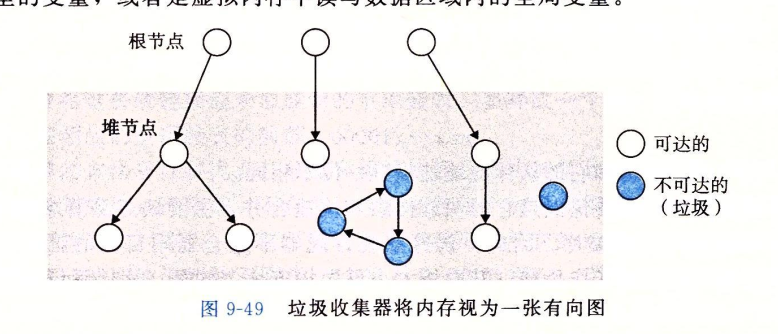 型的变量，或者是虚拟内存中读写数据区域内的全局变量。
根节点
堆节点
可达的
不可达的
（垃圾）
图 9-49 垃圾收集器将内存视为一张有向图